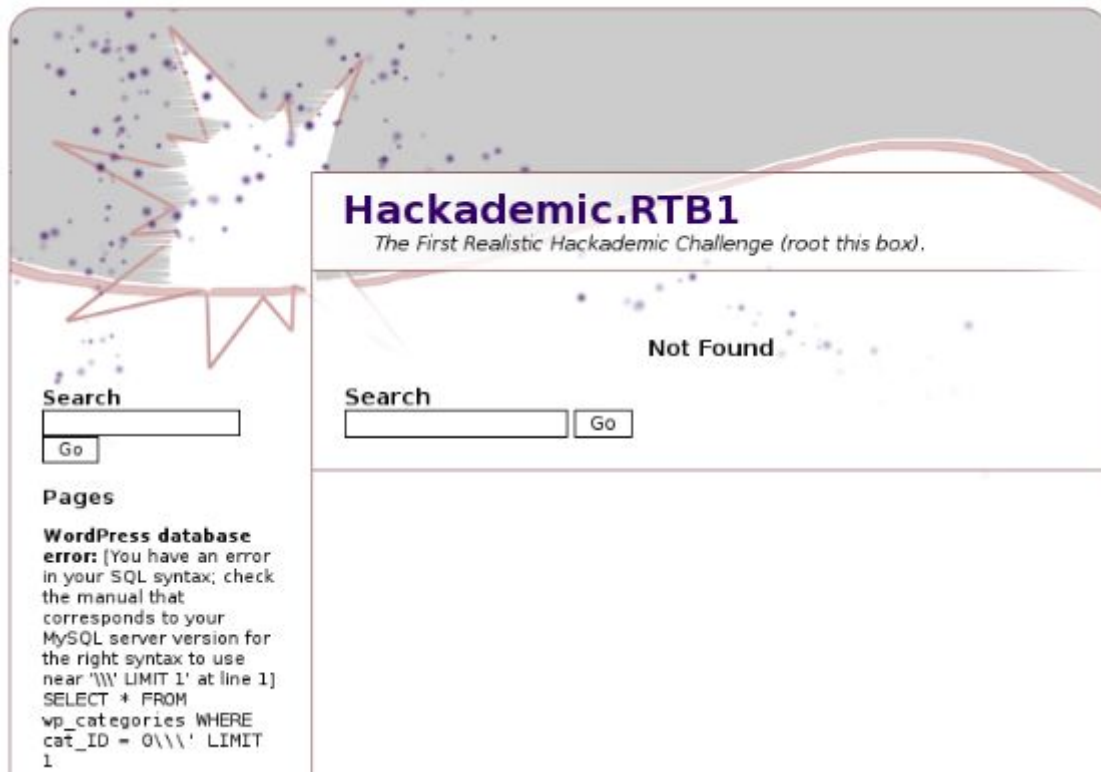 Hackademic.RTB1
The First Realistic Hackademic Challenge (root this box).
Not Found
Search
Go
Search
Go
Pages
WordPress database
error: [You have an error
in your SQL syntax; check
the manual that
corresponds to your
MySQL server version for
the right syntax to use
near '\\\' LIMIT 1' at line 1]
SELECT * FROM
wp_categories WHERE
cat_ID = 0\\\' LIMIT
1